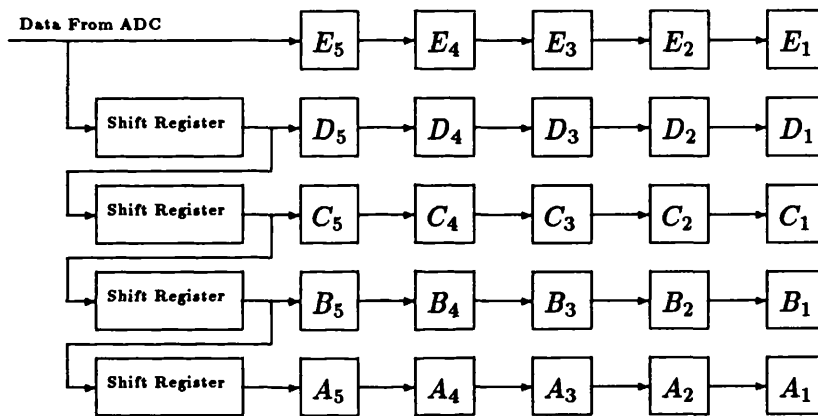 Data From ADC
E5 E4 E3 E2 E1
Shift Register D5 D4 D3 D2 D1
Shift Register C5 C4 C3 C2 C1
Shift Register B5 B4 B3 B2 B1
Shift Register A5 A4 A3 A2 A1